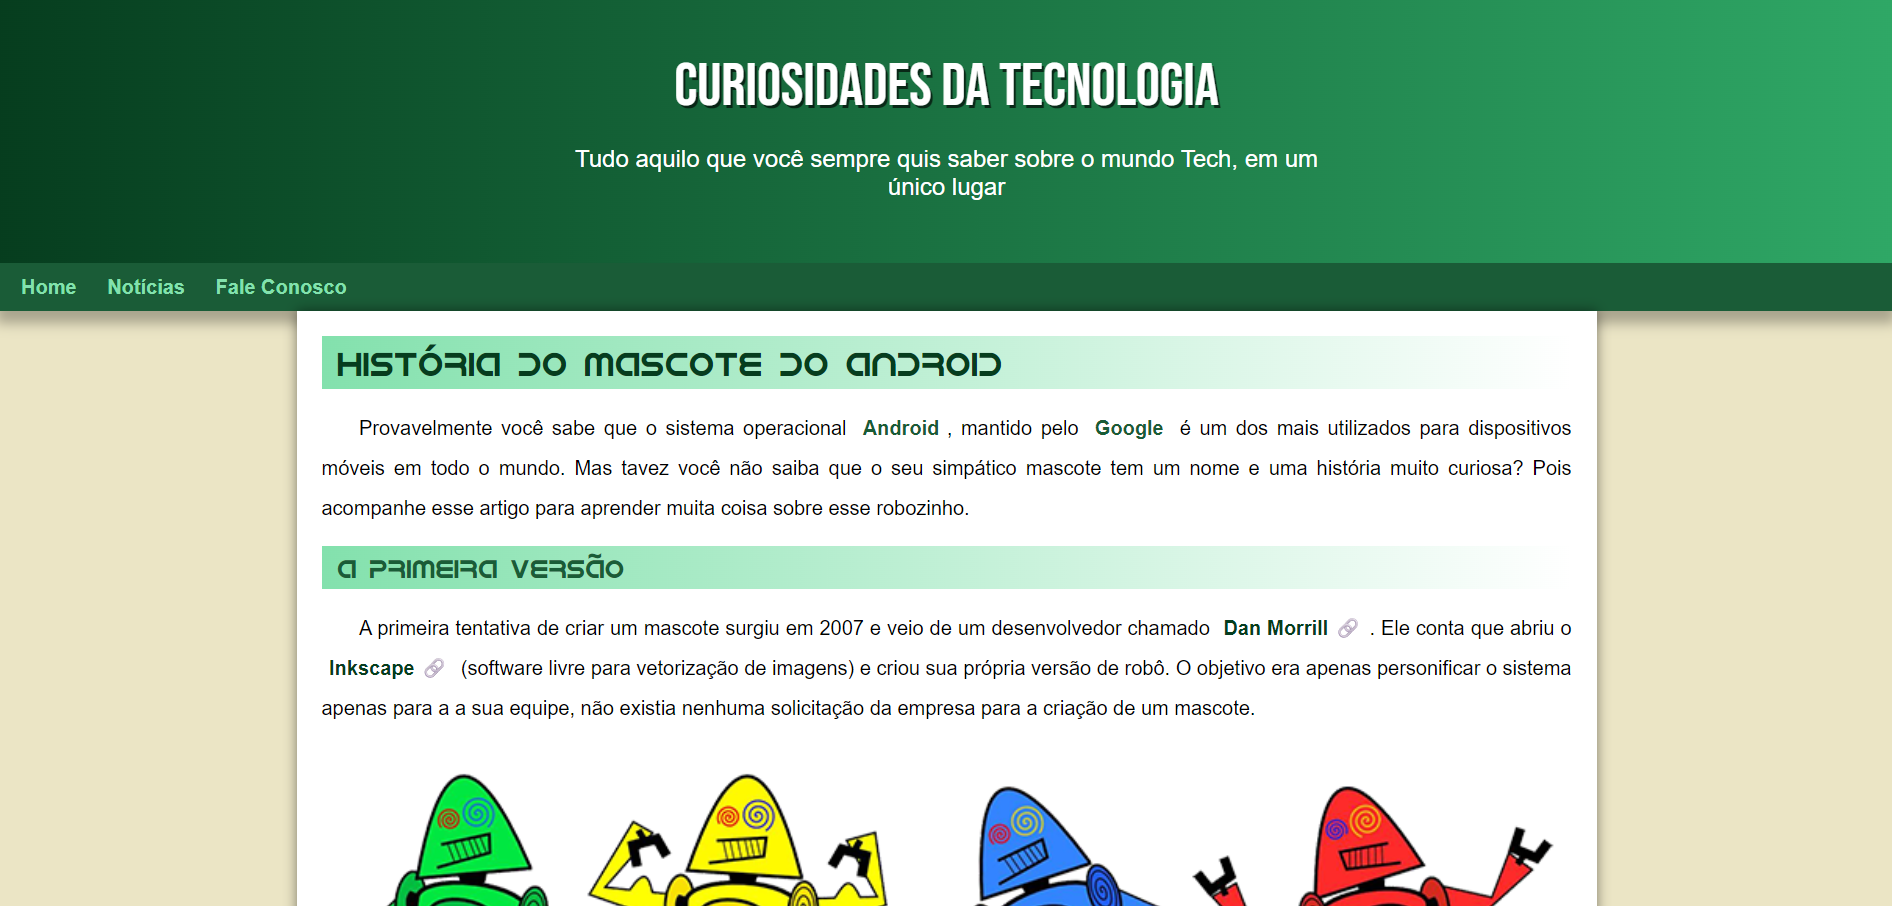 CURIOSIDADES DA TECNOLOGIA
Tudo aquilo que você sempre quis saber sobre o mundo Tech, em um
único lugar
Home Notícias Fale Conosco
HISTÓRIA DO MASCOTE DO ANDROID
Provavelmente você sabe que o sistema operacional Android , mantido pelo Google é um dos mais utilizados para dispositivos
móveis em todo o mundo. Mas tavez você não saiba que o seu simpático mascote tem um nome e uma história muito curiosa? Pois
acompanhe esse artigo para aprender muita coisa sobre esse robozinho.
A PRIMEIRA VERSÃO
A primeira tentativa de criar um mascote surgiu em 2007 e veio de um desenvolvedor chamado Dan Morrill 🔗 . Ele conta que abriu o
Inkscape 🔗 (software livre para vetorização de imagens) e criou sua própria versão de robô. O objetivo era apenas personificar o sistema
apenas para a a sua equipe, não existia nenhuma solicitação da empresa para a criação de um mascote.